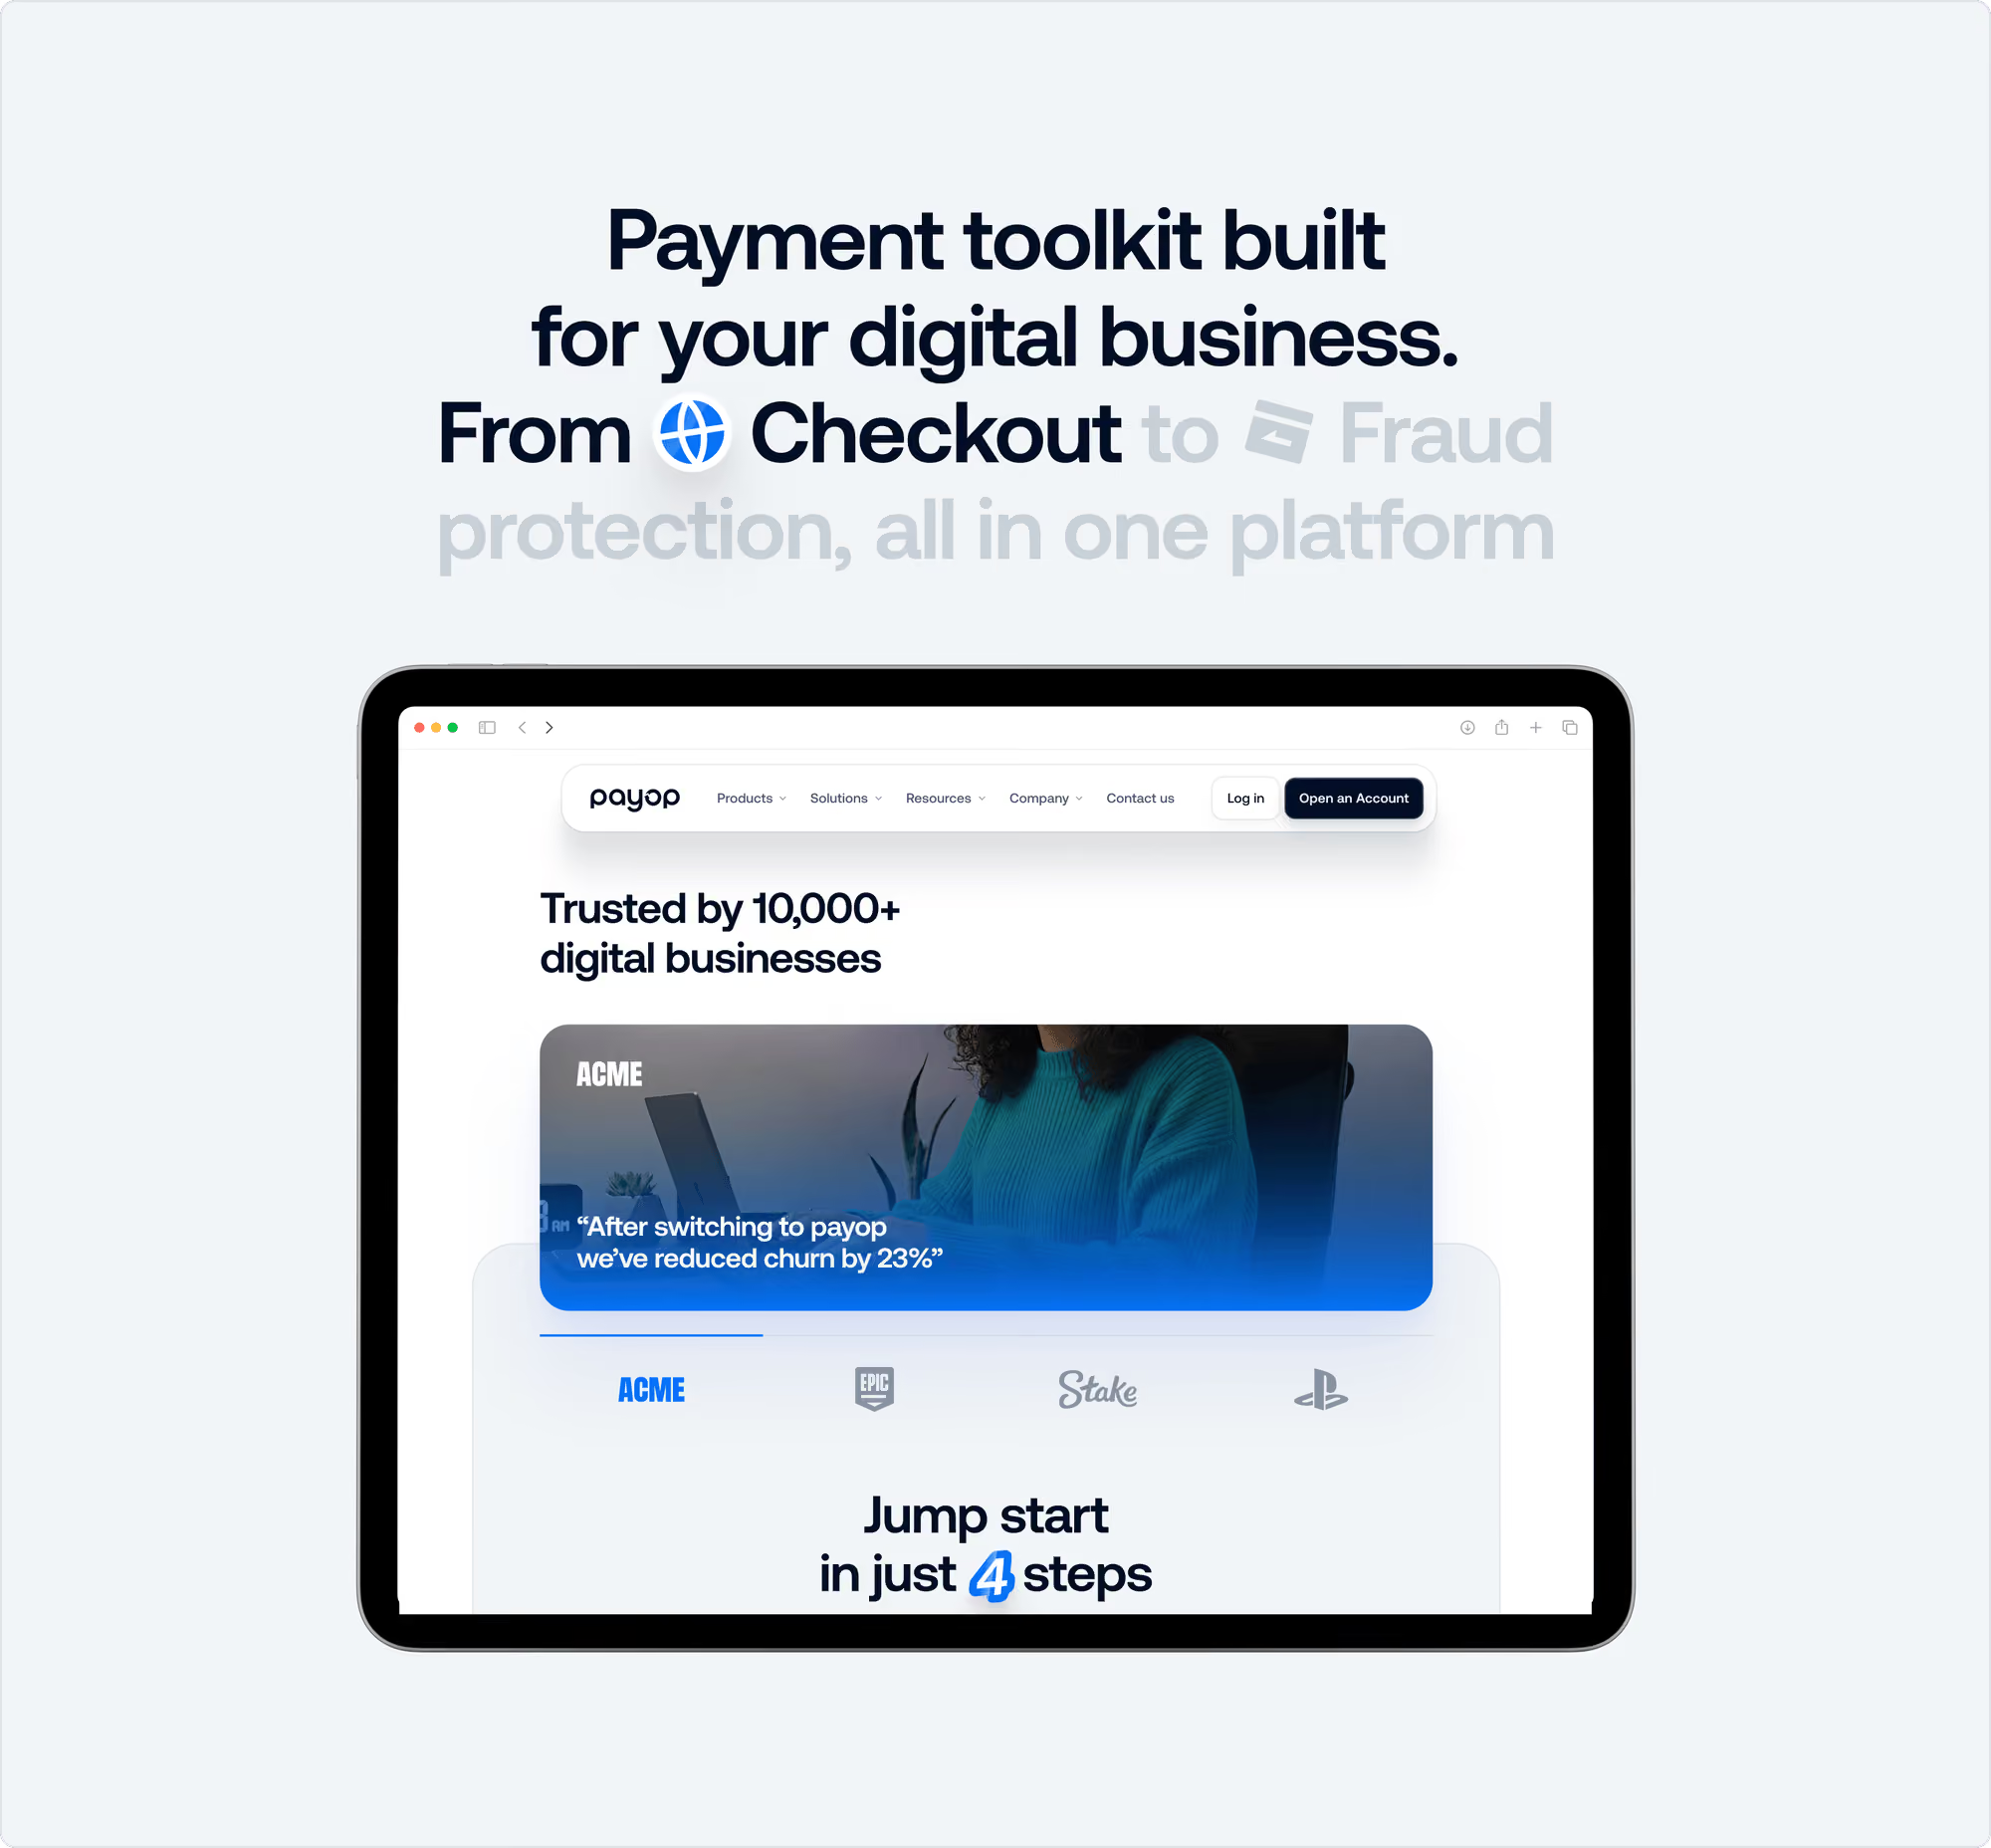 Payment toolkit built
for your digital business.
From Checkout to Fraud
protection, all in one platform
payop Products Solutions Resources Company Contact us Log in Open an Account
Trusted by 10,000+
digital businesses
ACME
AM
“After switching to payop
we’ve reduced churn by 23%”
ACME EPIC Stake
Jump start
in just 4 steps